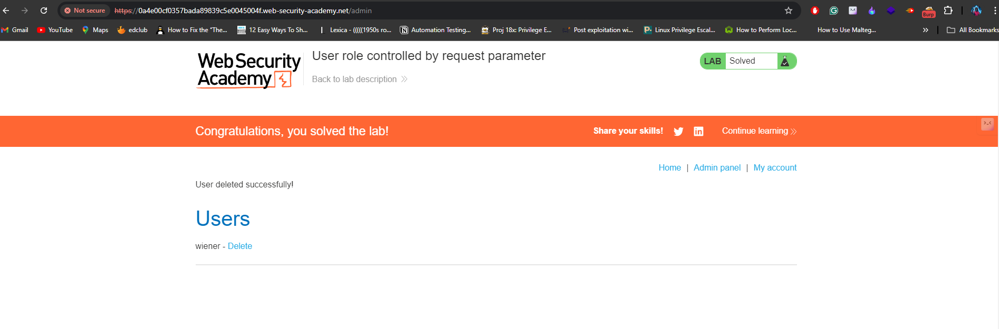 Not secure https://0a4e00cf0357bada89839c5e0045004f.web-security-academy.net/admin
Burp
Gmail YouTube Maps edclub How to Fix the “The... 12 Easy Ways To Sh... Lexica - (((((1950s ro... Automation Testing,... Proj 18x: Privilege E... Post exploitation wi... Linux Privilege Escal... How to Perform Loc... How to Use Malteg... » All Bookmarks
Web Security
Academy
User role controlled by request parameter
Back to lab description
LAB Solved
Congratulations, you solved the lab!
Share your skills! Continue learning
Home | Admin panel | My account
User deleted successfully!
Users
wiener - Delete